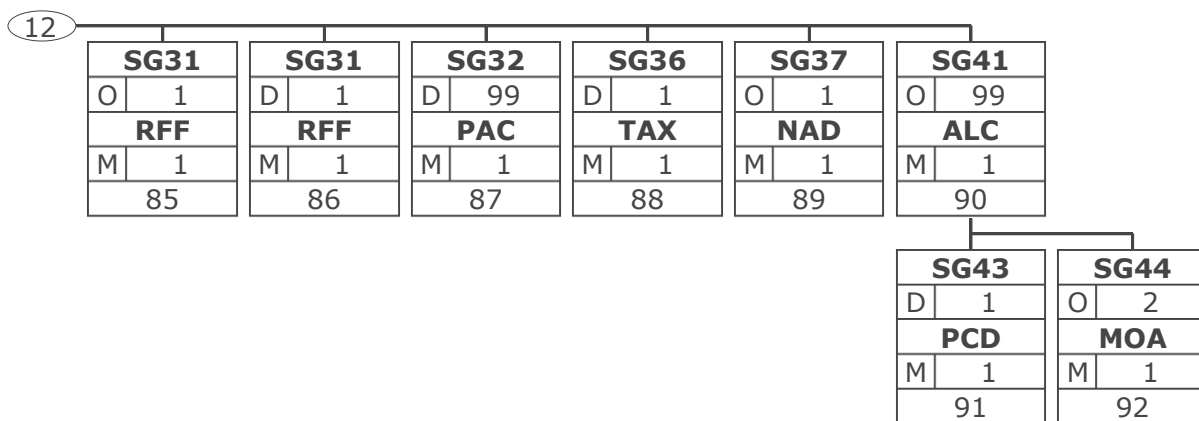 12
SG31 SG31 SG32 SG36 SG37 SG41
O 1 D 1 D 99 D 1 O 1 O 99
RFF RFF PAC TAX NAD ALC
M 1 M 1 M 1 M 1 M 1 M 1
85 86 87 88 89 90
SG43 SG44
D 1 O 2
PCD MOA
M 1 M 1
91 92